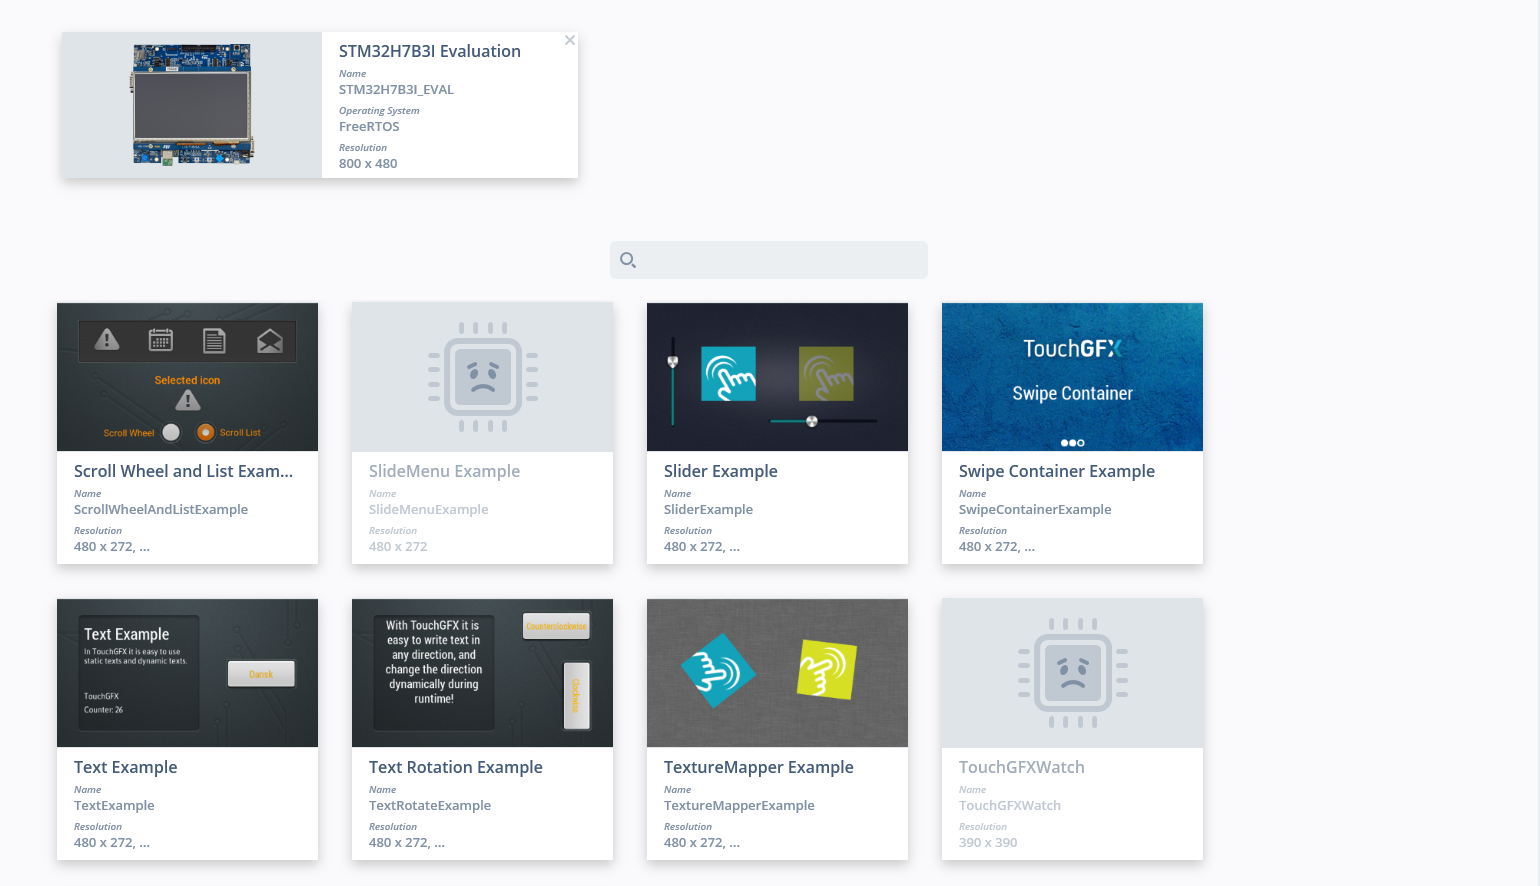 STM32H7B3I Evaluation
Name
STM32H7B3I_EVAL
Operating System
FreeRTOS
Resolution
800 x 480
Selected icon
Scroll Wheel
Scroll List
Scroll Wheel and List Exam...
Name
ScrollWheelAndListExample
Resolution
480 x 272, ...
SlideMenu Example
Name
SlideMenuExample
Resolution
480 x 272
Slider Example
Name
SliderExample
Resolution
480 x 272, ...
TouchGFX
Swipe Container
Swipe Container Example
Name
SwipeContainerExample
Resolution
480 x 272, ...
Text Example
In TouchGFX it is easy to use
static texts and dynamic texts.
TouchGFX
Counter: 26
Dansk
Text Example
Name
TextExample
Resolution
480 x 272, ...
With TouchGFX it is
easy to write text in
any direction, and
change the direction
dynamically during
runtime!
Counterclockwise
Clockwise
Text Rotation Example
Name
TextRotateExample
Resolution
480 x 272, ...
TextureMapper Example
Name
TextureMapperExample
Resolution
480 x 272, ...
TouchGFXWatch
Name
TouchGFXWatch
Resolution
390 x 390